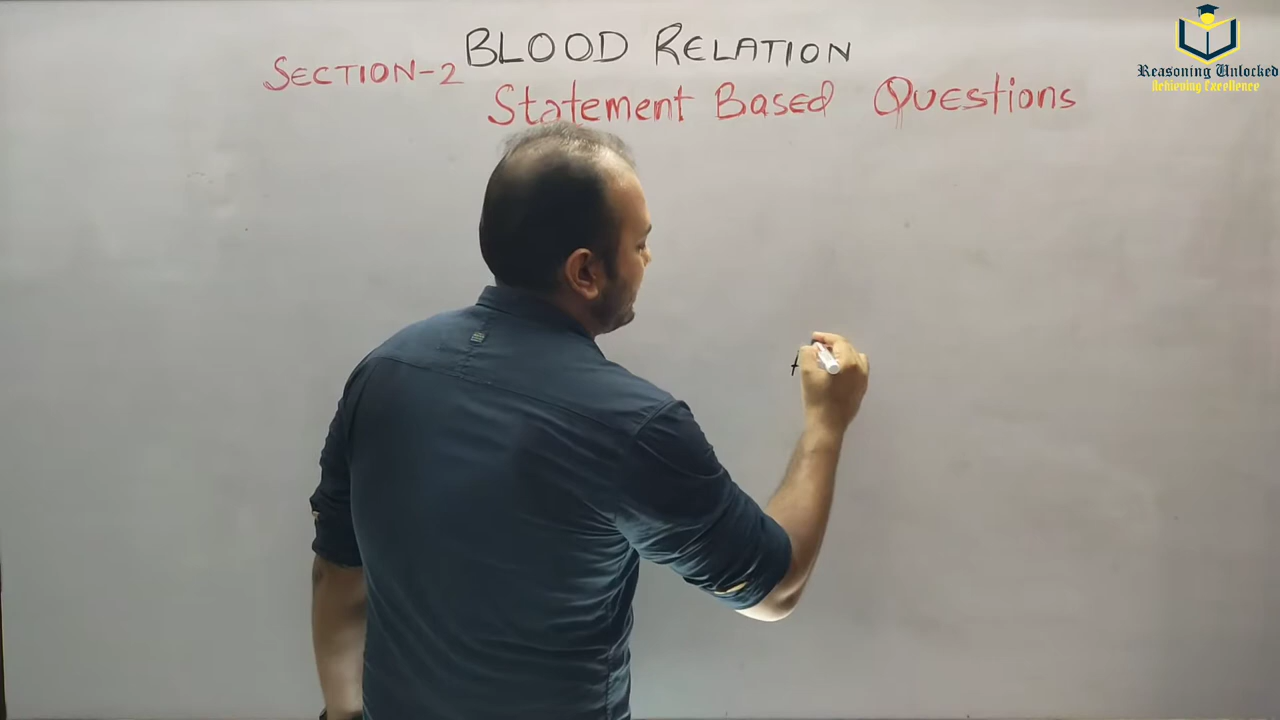 BLOOD RELATION
SECTION-2
Statement Based Questions
Reasoning Unlocked
Achieving Excellence